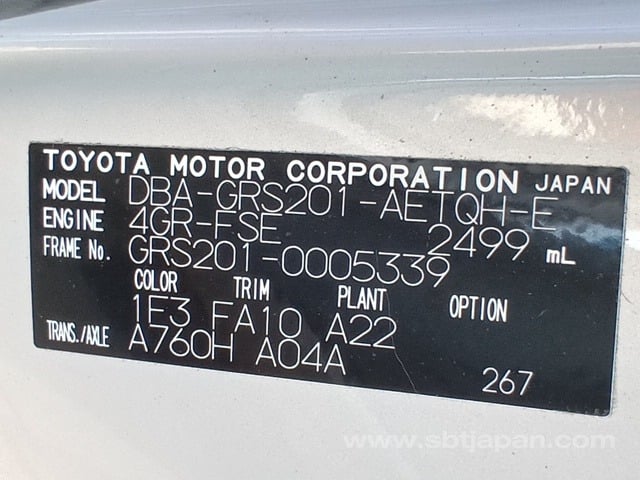 TOYOTA MOTOR CORPORATION JAPAN
MODEL DBA-GRS201-AETQH-E
ENGINE 4GR-FSE 2499 mL
FRAME No. GRS201-0005339
COLOR TRIM PLANT OPTION
1E3 FA10 A22
TRANS./AXLE A760H A04A
267
www.sbtjapan.com